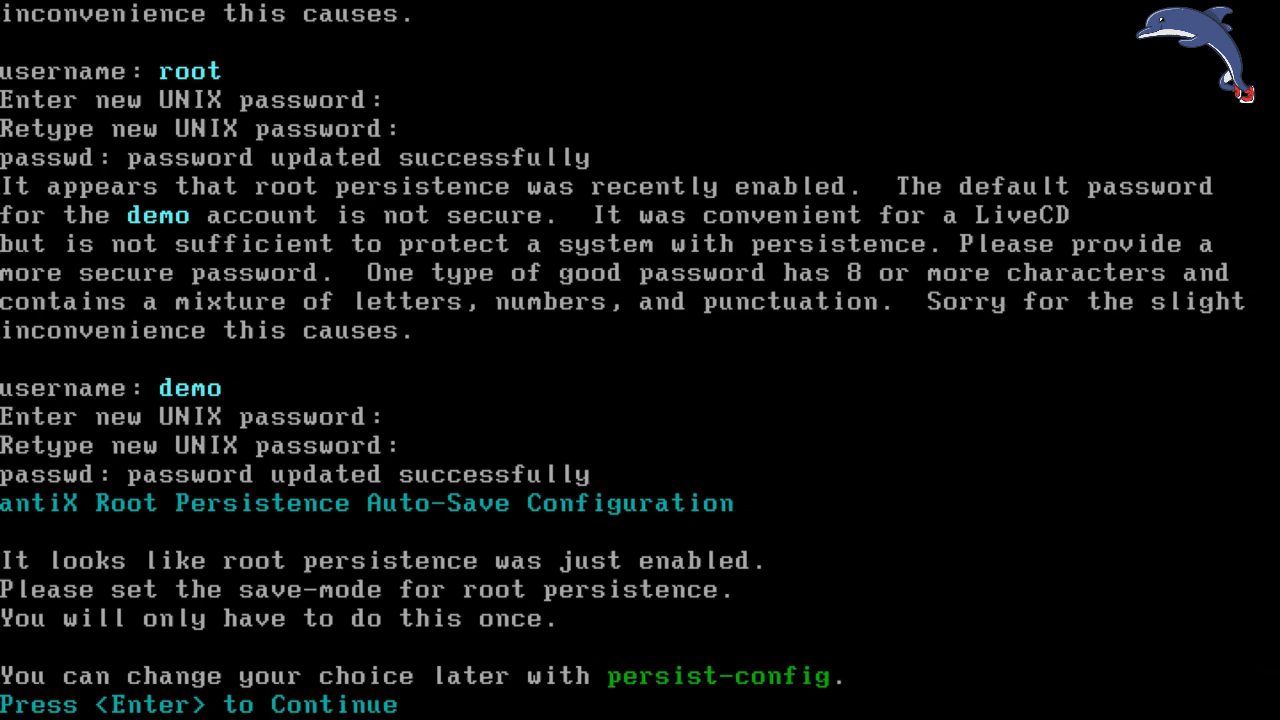 inconvenience this causes.
username: root
Enter new UNIX password:
Retype new UNIX password:
passwd: password updated successfully
It appears that root persistence was recently enabled.  The default password
for the demo account is not secure.  It was convenient for a LiveCD
but is not sufficient to protect a system with persistence. Please provide a
more secure password.  One type of good password has 8 or more characters and
contains a mixture of letters, numbers, and punctuation.  Sorry for the slight
inconvenience this causes.
username: demo
Enter new UNIX password:
Retype new UNIX password:
passwd: password updated successfully
antiX Root Persistence Auto-Save Configuration
It looks like root persistence was just enabled.
Please set the save-mode for root persistence.
You will only have to do this once.
You can change your choice later with persist-config.
Press <Enter> to Continue